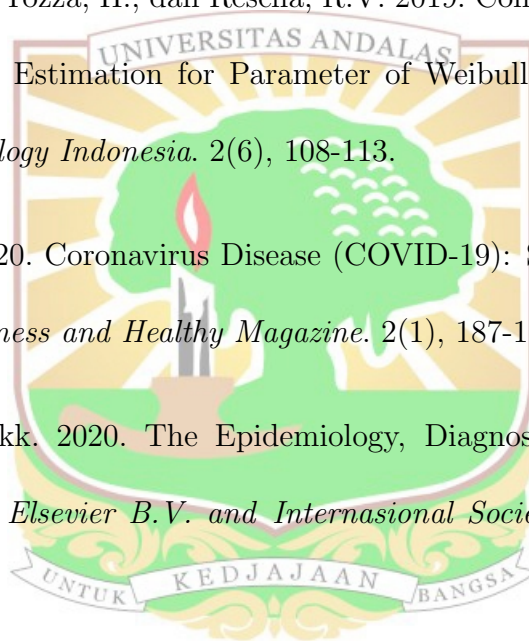 Yozza, H., dan Resena, R.V. 2019. Con
UNIVERSITAS ANDALAS
Estimation for Parameter of Weibull
logy Indonesia. 2(6), 108-113.
20. Coronavirus Disease (COVID-19): S
ness and Healthy Magazine. 2(1), 187-1
kk. 2020. The Epidemiology, Diagnos
Elsevier B.V. and Internasional Socie
UNTUK KEDJAJAAN BANGSA